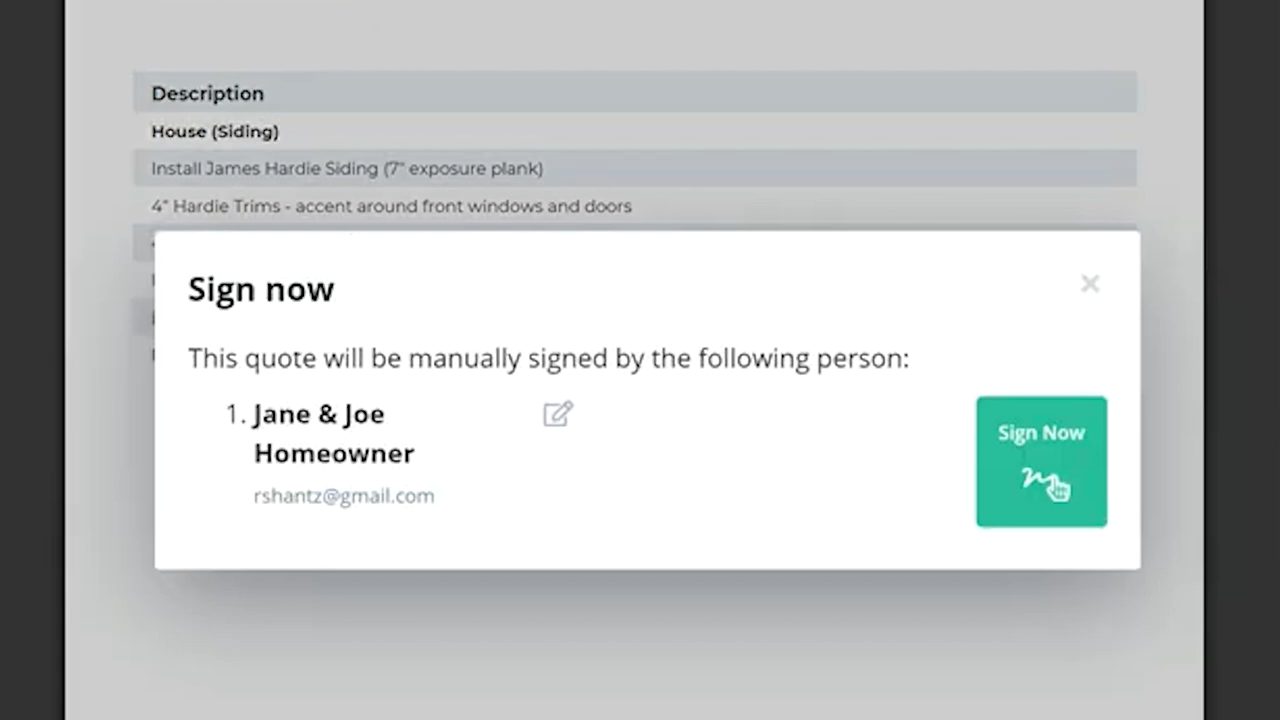 Description
House (Siding)
Install James Hardie Siding (7" exposure plank)
4" Hardie Trims - accent around front windows and doors
Sign now
This quote will be manually signed by the following person:
1. Jane & Joe
Homeowner
rshantz@gmail.com
Sign Now